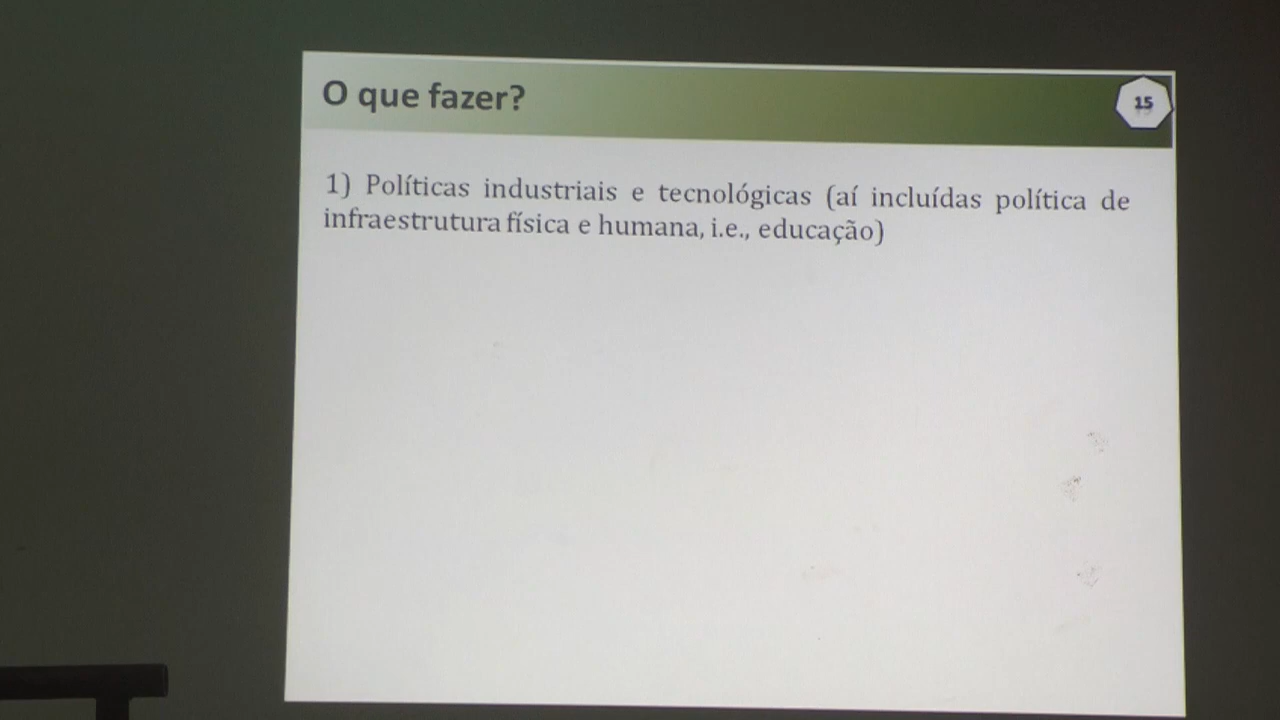 O que fazer?
15
1) Políticas industriais e tecnológicas (aí incluídas política de
infraestrutura física e humana, i.e., educação)